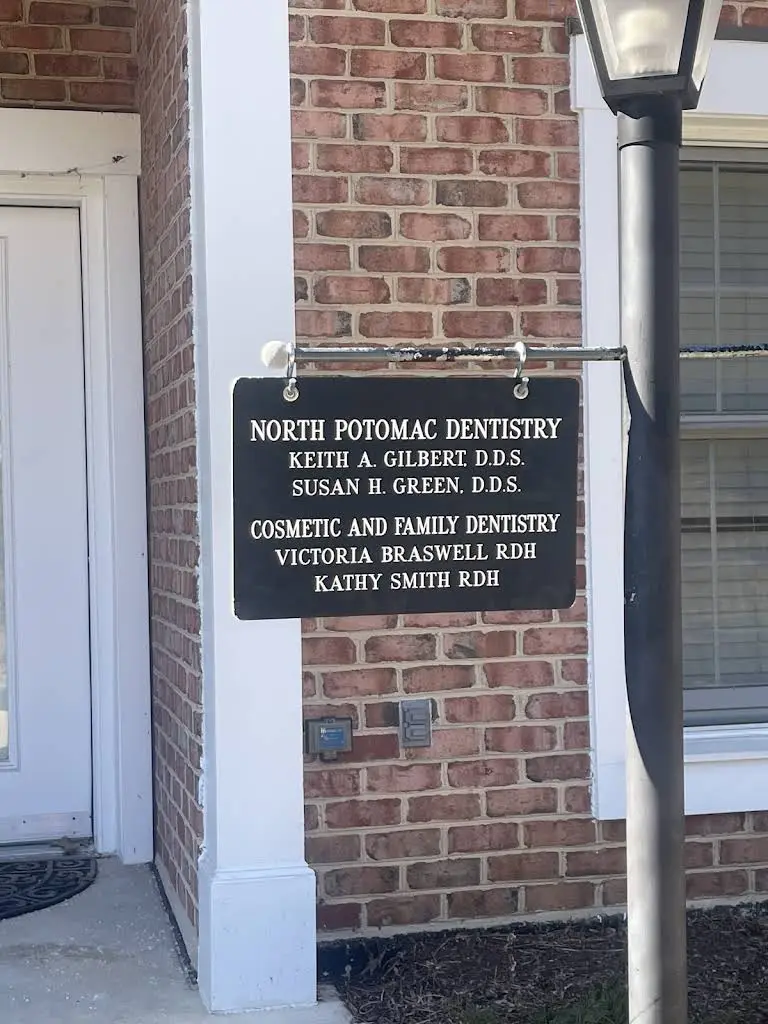 NORTH POTOMAC DENTISTRY
KEITH A. GILBERT, D.D.S.
SUSAN H. GREEN, D.D.S.
COSMETIC AND FAMILY DENTISTRY
VICTORIA BRASWELL RDH
KATHY SMITH RDH